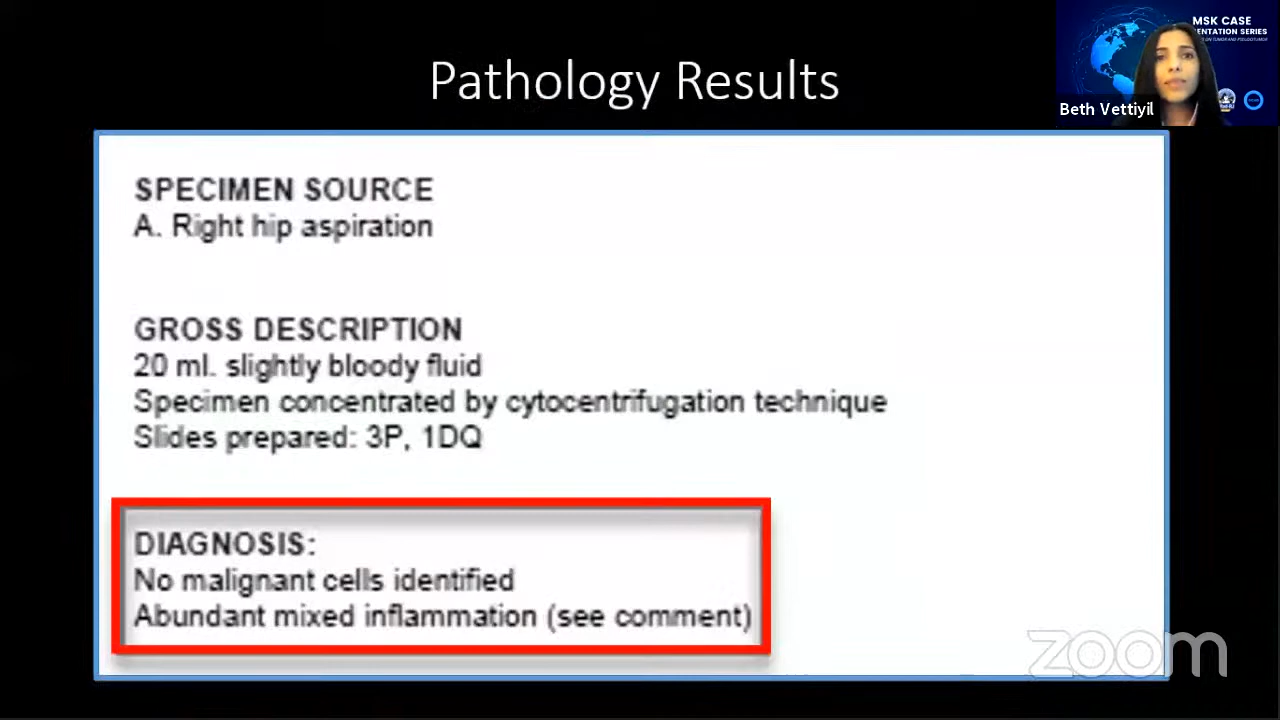 Pathology Results
MSK CASE
ENTATION SERIES
Beth Vettiyil
SPECIMEN SOURCE
A. Right hip aspiration
GROSS DESCRIPTION
20 ml. slightly bloody fluid
Specimen concentrated by cytocentrifugation technique
Slides prepared: 3P, 1DQ
DIAGNOSIS:
No malignant cells identified
Abundant mixed inflammation (see comment)
zoom